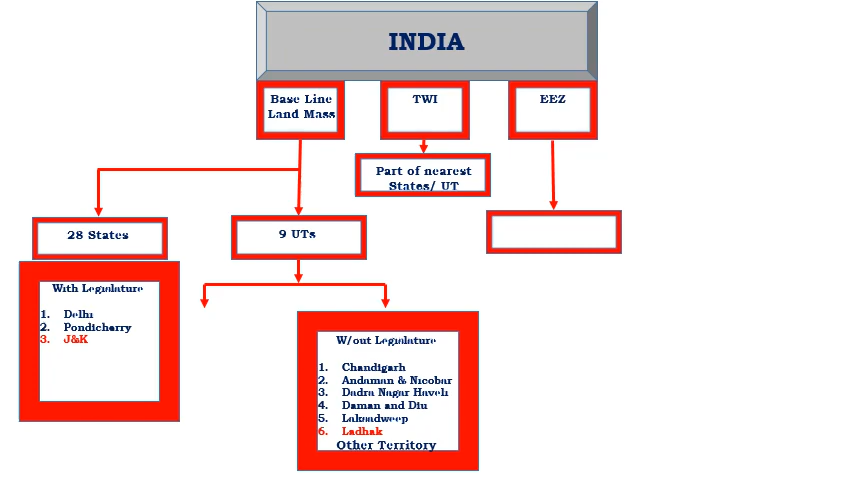 INDIA
Base Line
Land Mass
TWI
EEZ
Part of nearest
States/ UT
28 States
9 UTs
With Legislature
1. Delhi
2. Pondicherry
3. J&K
W/out Legislature
1. Chandigarh
2. Andaman & Nicobar
3. Dadra Nagar Haveli
4. Daman and Diu
5. Laksadweep
6. Ladhak
Other Territory